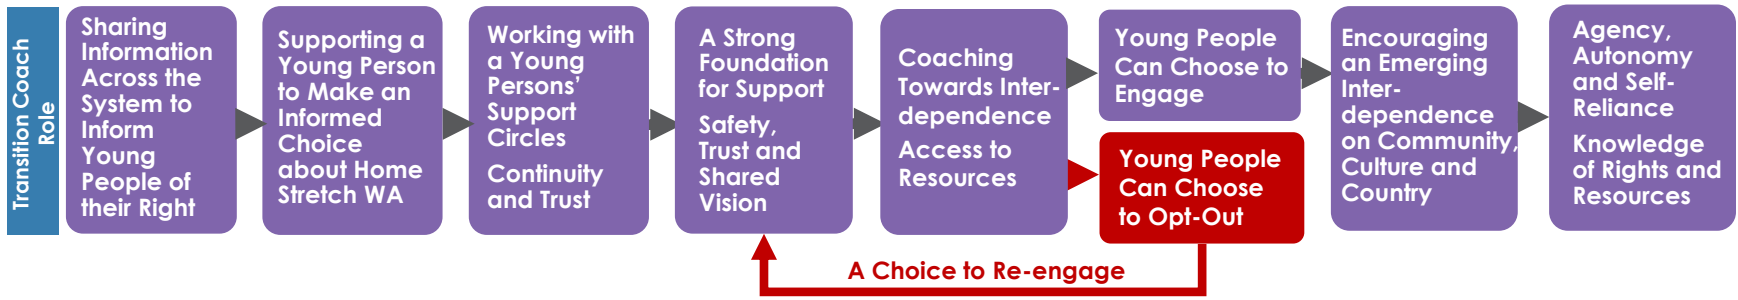 Transition Coach
Role
Sharing
Information
Across the
System to
Inform
Young
People of
their Right
Supporting a
Young Person
to Make an
Informed
Choice
about Home
Stretch WA
Working with
a Young
Persons’
Support
Circles
Continuity
and Trust
A Strong
Foundation
for Support
Safety,
Trust and
Shared
Vision
Coaching
Towards Inter-
dependence
Access to
Resources
Young People
Can Choose to
Engage
Young People
Can Choose
to Opt-Out
A Choice to Re-engage
Encouraging
an Emerging
Inter-
dependence
on Community,
Culture and
Country
Agency,
Autonomy
and Self-
Reliance
Knowledge
of Rights and
Resources